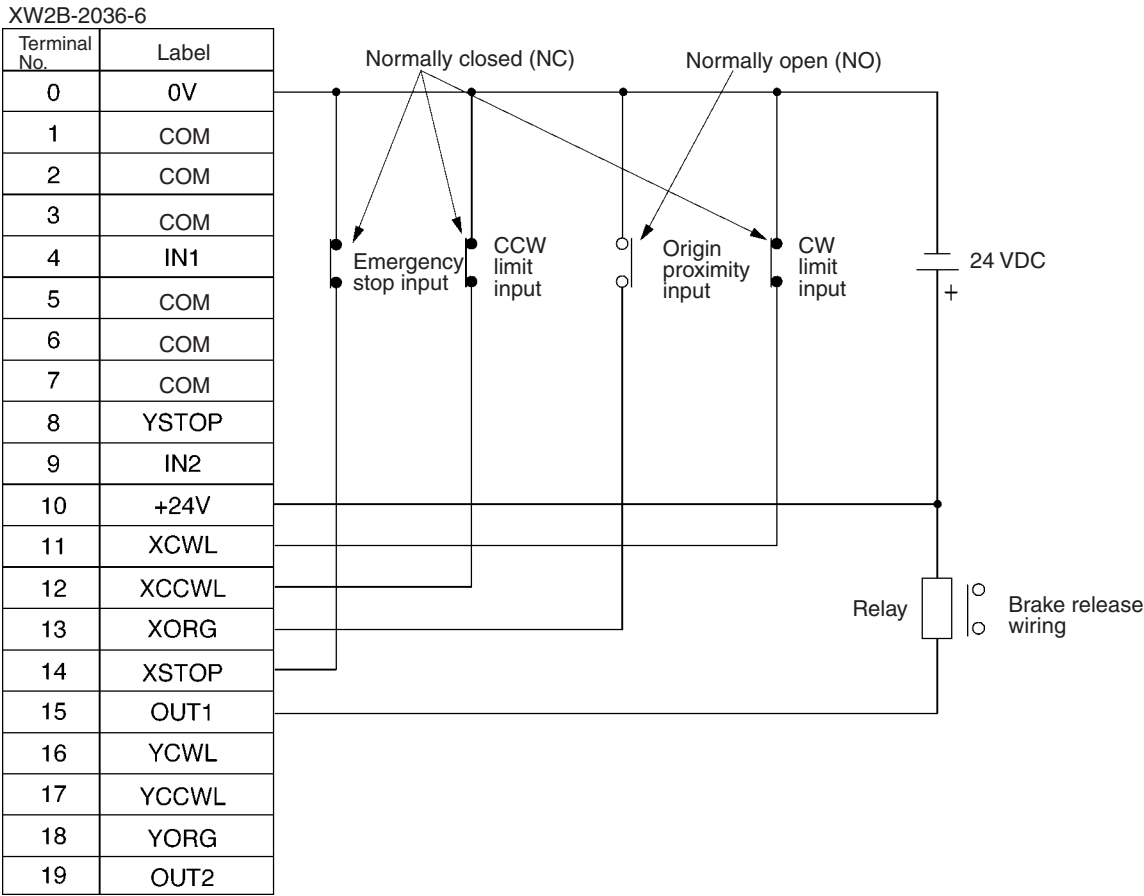 XW2B-2036-6
Terminal
No.
Label
0 0V
1 COM
2 COM
3 COM
4 IN1
5 COM
6 COM
7 COM
8 YSTOP
9 IN2
10 +24V
11 XCWL
12 XCCWL
13 XORG
14 XSTOP
15 OUT1
16 YCWL
17 YCCWL
18 YORG
19 OUT2
Normally closed (NC)
Normally open (NO)
Emergency
stop input
CCW
limit
input
Origin
proximity
input
CW
limit
input
24 VDC
+
Relay
Brake release
wiring